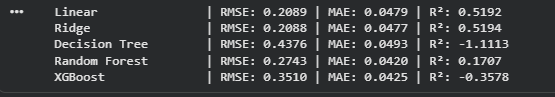 ••• Linear | RMSE: 0.2089 | MAE: 0.0479 | R²: 0.5192
Ridge | RMSE: 0.2088 | MAE: 0.0477 | R²: 0.5194
Decision Tree | RMSE: 0.4376 | MAE: 0.0493 | R²: -1.1113
Random Forest | RMSE: 0.2743 | MAE: 0.0420 | R²: 0.1707
XGBoost | RMSE: 0.3510 | MAE: 0.0425 | R²: -0.3578